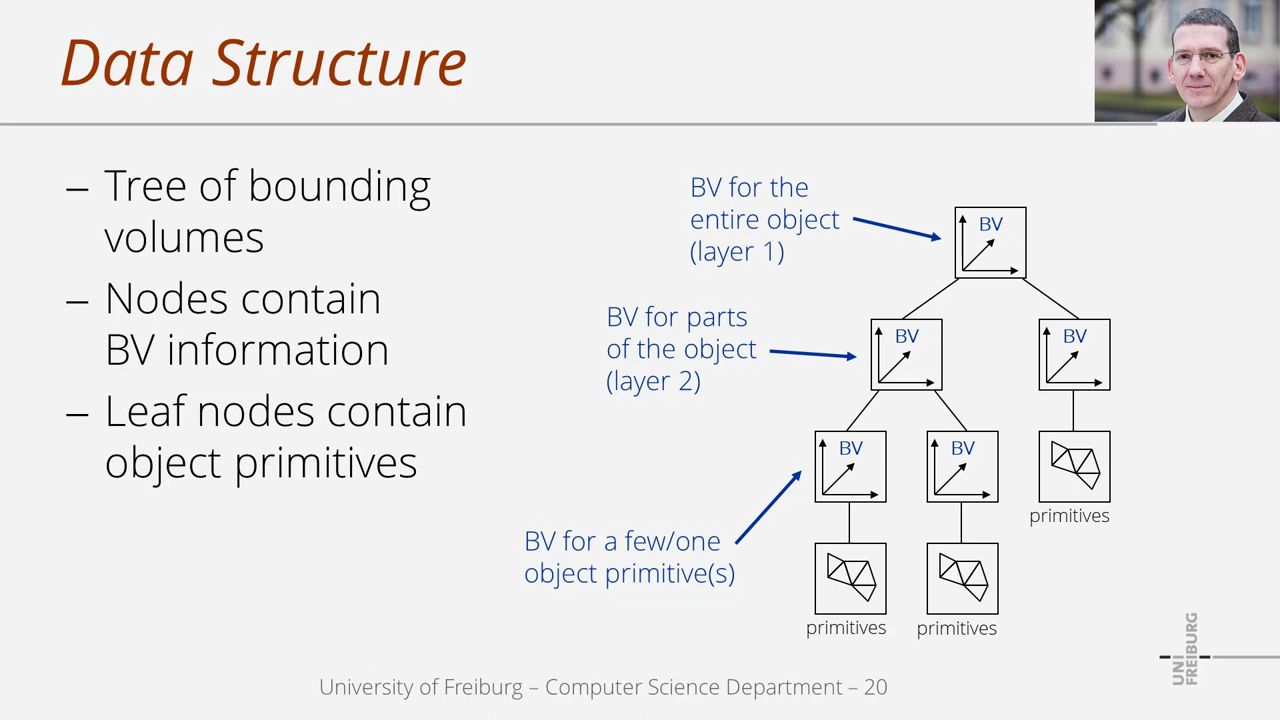 Data Structure
– Tree of bounding
volumes
– Nodes contain
BV information
– Leaf nodes contain
object primitives
BV for the
entire object
(layer 1)
BV
BV for parts
of the object
(layer 2)
BV
BV
BV
BV
primitives
BV for a few/one
object primitive(s)
primitives
primitives
University of Freiburg – Computer Science Department – 20
UNI
FREIBURG